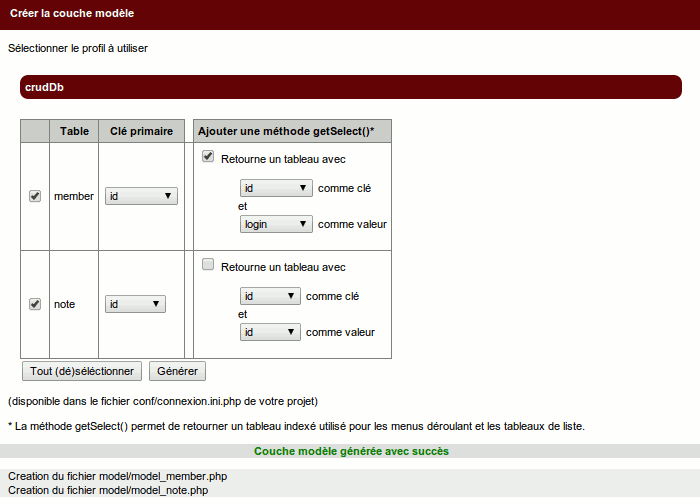 Créer la couche modèle
Sélectionner le profil à utiliser
crudDb
Table Clé primaire Ajouter une méthode getSelect()*
Retourne un tableau avec
member id
id comme clé
et
login comme valeur
Retourne un tableau avec
note id
id comme clé
et
id comme valeur
Tout (dé)séléctionner Générer
(disponible dans le fichier conf/connexion.ini.php de votre projet)
* La méthode getSelect() permet de retourner un tableau indexé utilisé pour les menus déroulant et les tableaux de liste.
Couche modèle générée avec succès
Creation du fichier model/model_member.php
Creation du fichier model/model_note.php